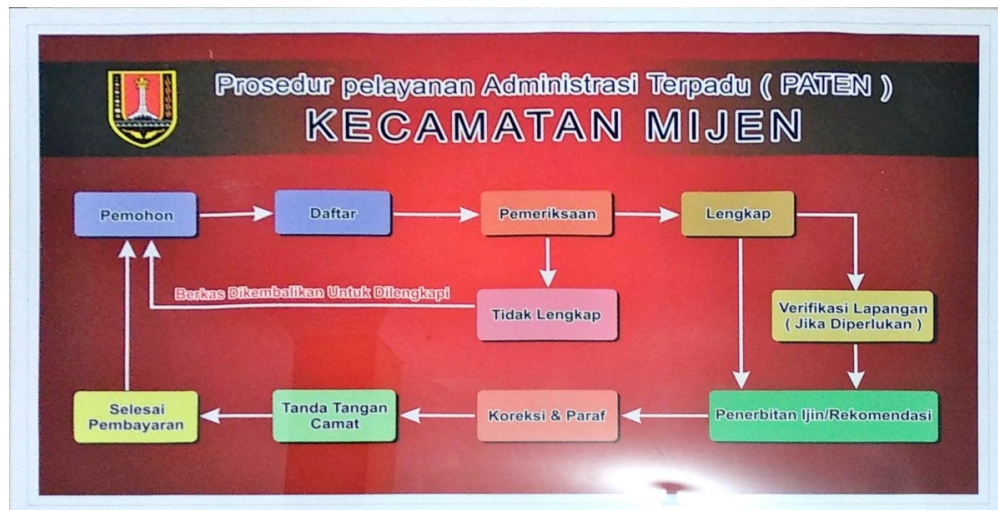 Prosedur pelayanan Administrasi Terpadu ( PATEN )
KECAMATAN MIJEN
Pemohon
Daftar
Pemeriksaan
Lengkap
Berkas Dikembalikan Untuk Dilengkapi
Tidak Lengkap
Verifikasi Lapangan
( Jika Diperlukan )
Selesai
Pembayaran
Tanda Tangan
Camat
Koreksi & Paraf
Penerbitan Ijin/Rekomendasi